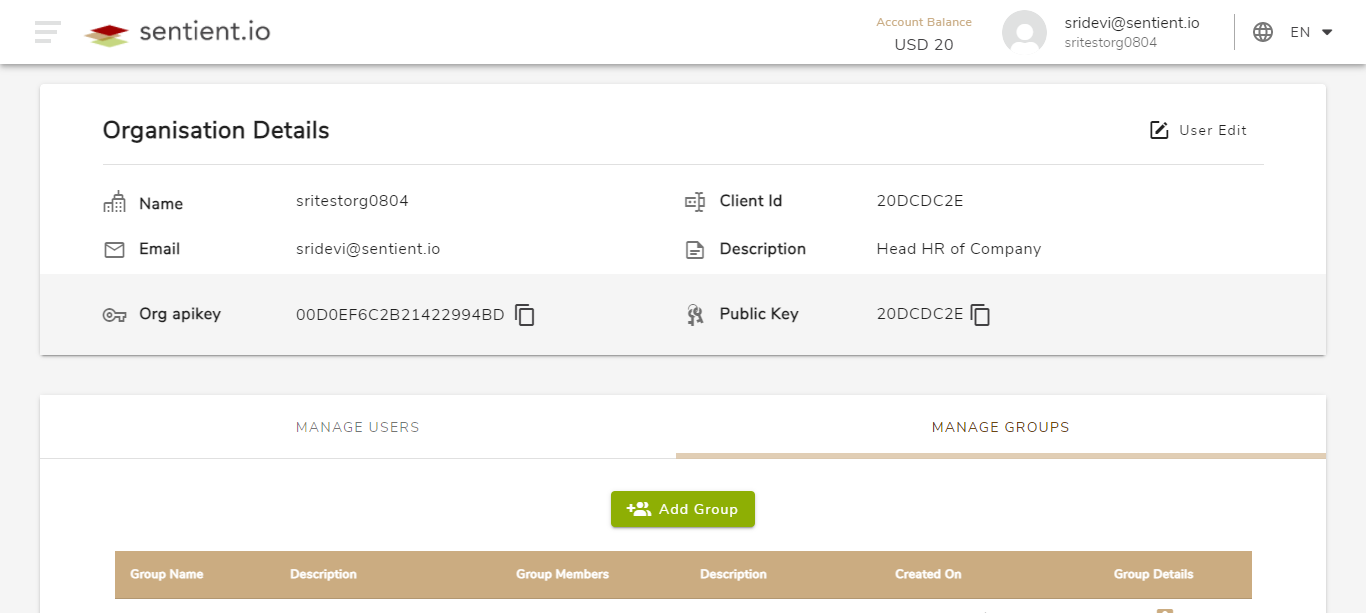 sentient.io
Account Balance
USD 20
sridevi@sentient.io
sritestorg0804
EN
Organisation Details
User Edit
Name sritestorg0804 Client Id 20DCDC2E
Email sridevi@sentient.io Description Head HR of Company
Org apikey 00D0EF6C2B21422994BD Public Key 20DCDC2E
MANAGE USERS MANAGE GROUPS
Add Group
Group Name Description Group Members Description Created On Group Details